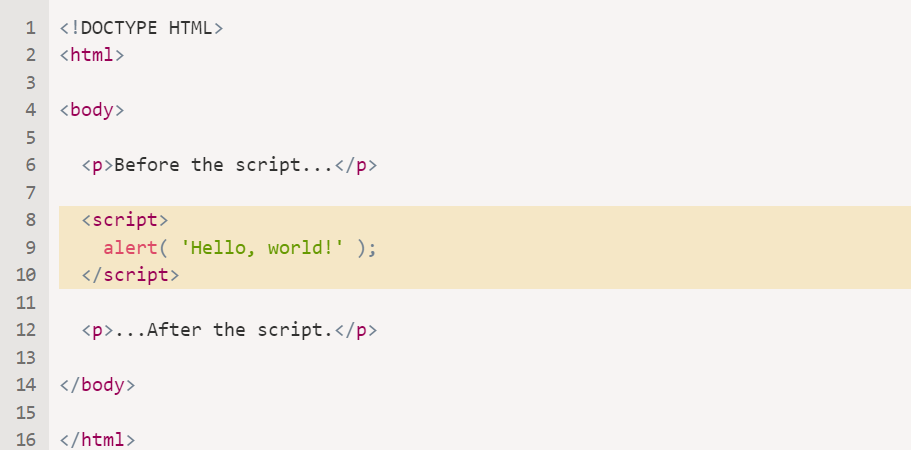 1 <!DOCTYPE HTML>
2 <html>
3
4 <body>
5
6   <p>Before the script...</p>
7
8   <script>
9     alert( 'Hello, world!' );
10   </script>
11
12   <p>...After the script.</p>
13
14 </body>
15
16 </html>